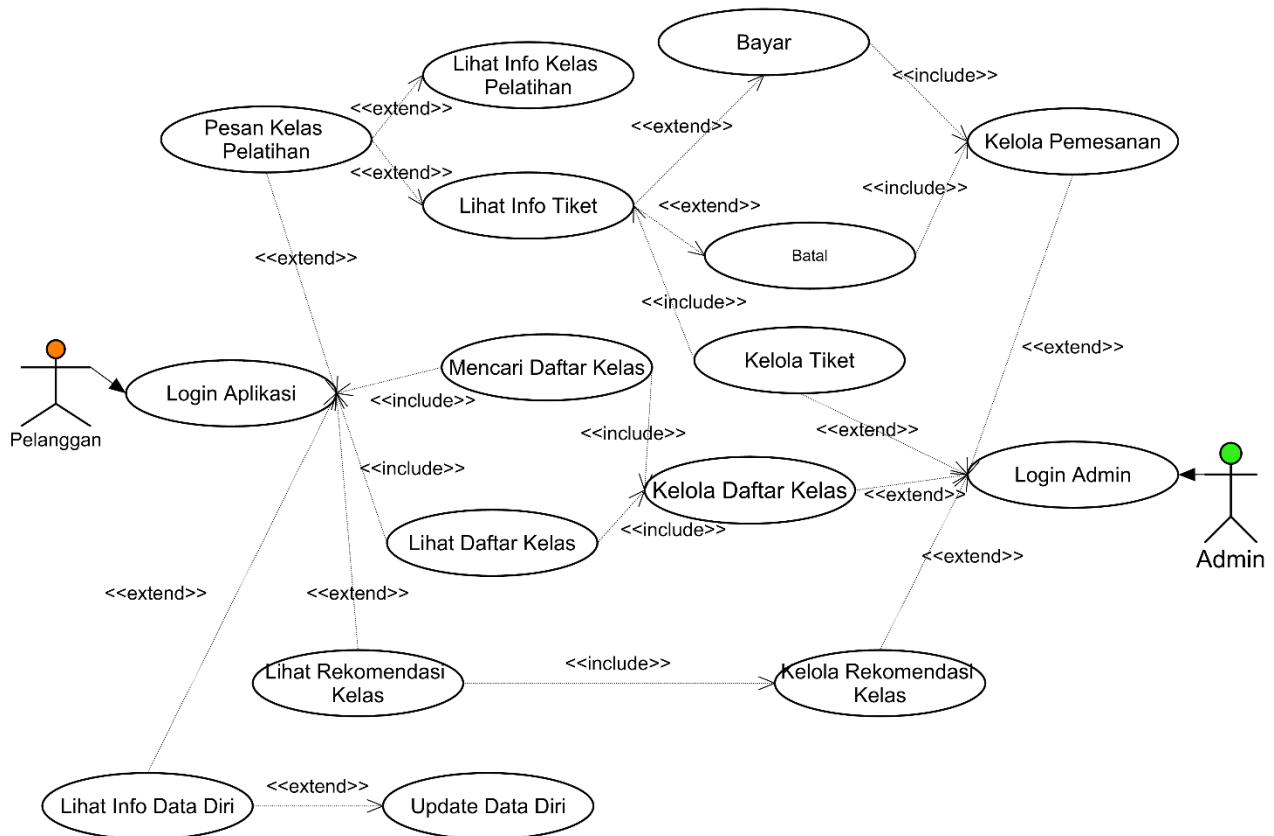 Bayar
<<include>>
Lihat Info Kelas
Pelatihan
<<extend>>
Pesan Kelas
Pelatihan
<<extend>>
<<extend>>
Kelola Pemesanan
Lihat Info Tiket
<<include>>
<<extend>>
Batal
<<extend>>
<<include>>
Kelola Tiket
<<extend>>
Mencari Daftar Kelas
Login Aplikasi
<<include>>
Pelanggan
<<extend>>
<<include>>
<<include>>
Login Admin
Kelola Daftar Kelas
<<extend>>
<<include>>
Lihat Daftar Kelas
<<extend>>
Admin
<<extend>>
<<extend>>
<<include>>
Lihat Rekomendasi
Kelas
Kelola Rekomendasi
Kelas
<<extend>>
Lihat Info Data Diri
Update Data Diri